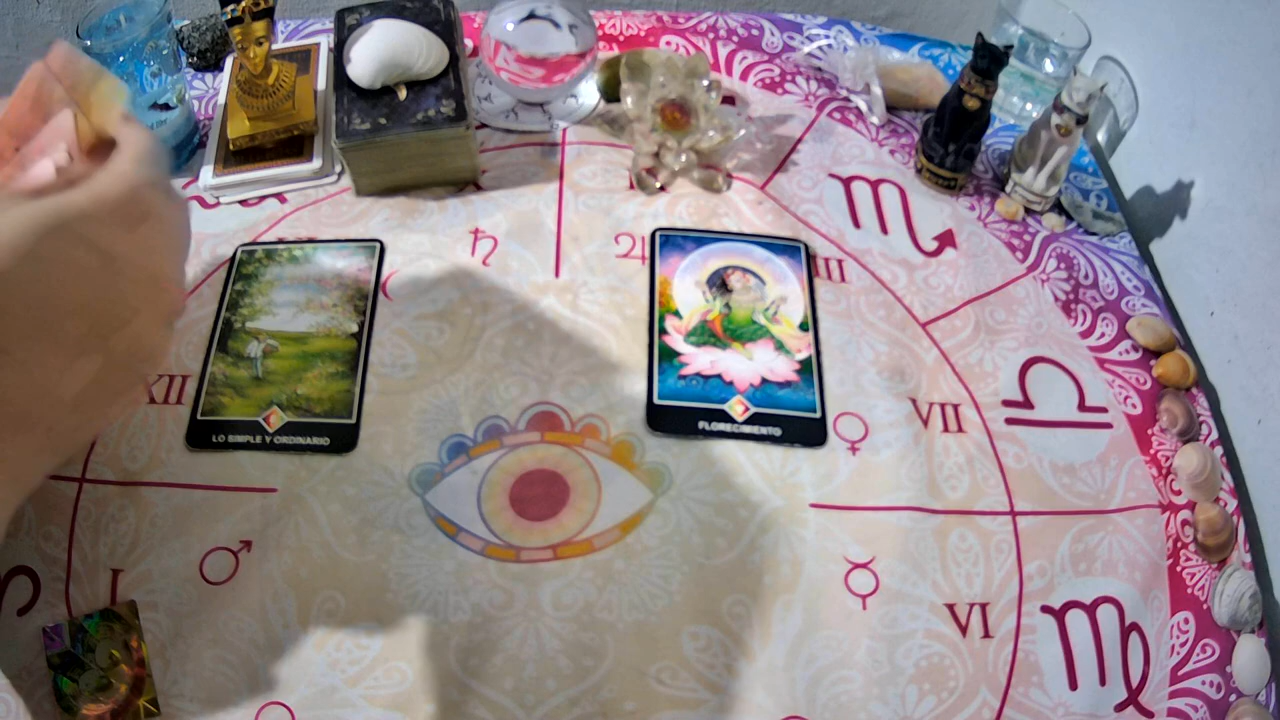 III
XII
LO SIMPLE Y ORDINARIO
FLORECIMIENTO
VII
I
VI